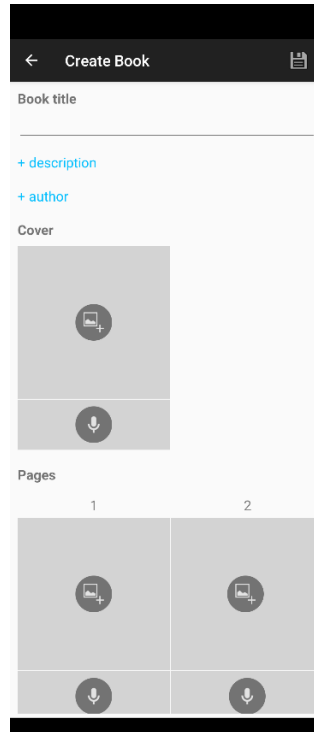 Create Book
Book title
+ description
+ author
Cover
Pages
1 2